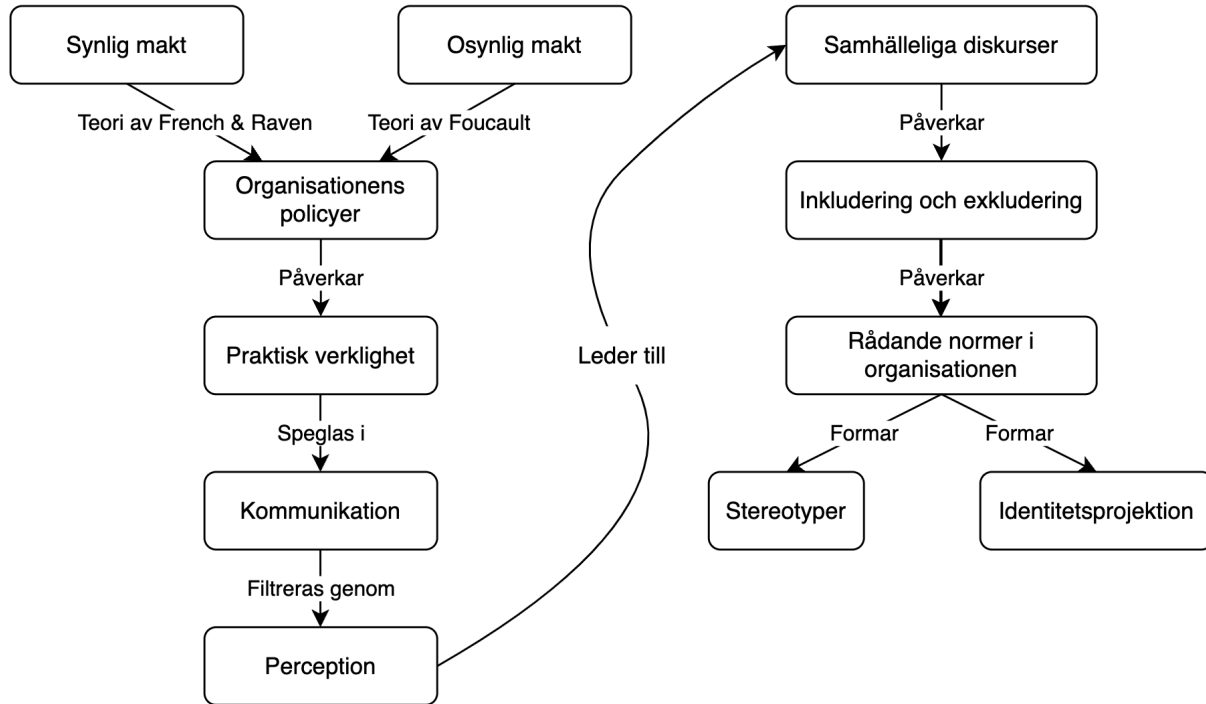 Synlig makt
Osynlig makt
Teori av French & Raven
Teori av Foucault
Organisationens
policyer
Påverkar
Praktisk verklighet
Speglas i
Kommunikation
Filtreras genom
Perception
Leder till
Samhälleliga diskurser
Påverkar
Inkludering och exkludering
Påverkar
Rådande normer i
organisationen
Formar
Formar
Stereotyper
Identitetsprojektion